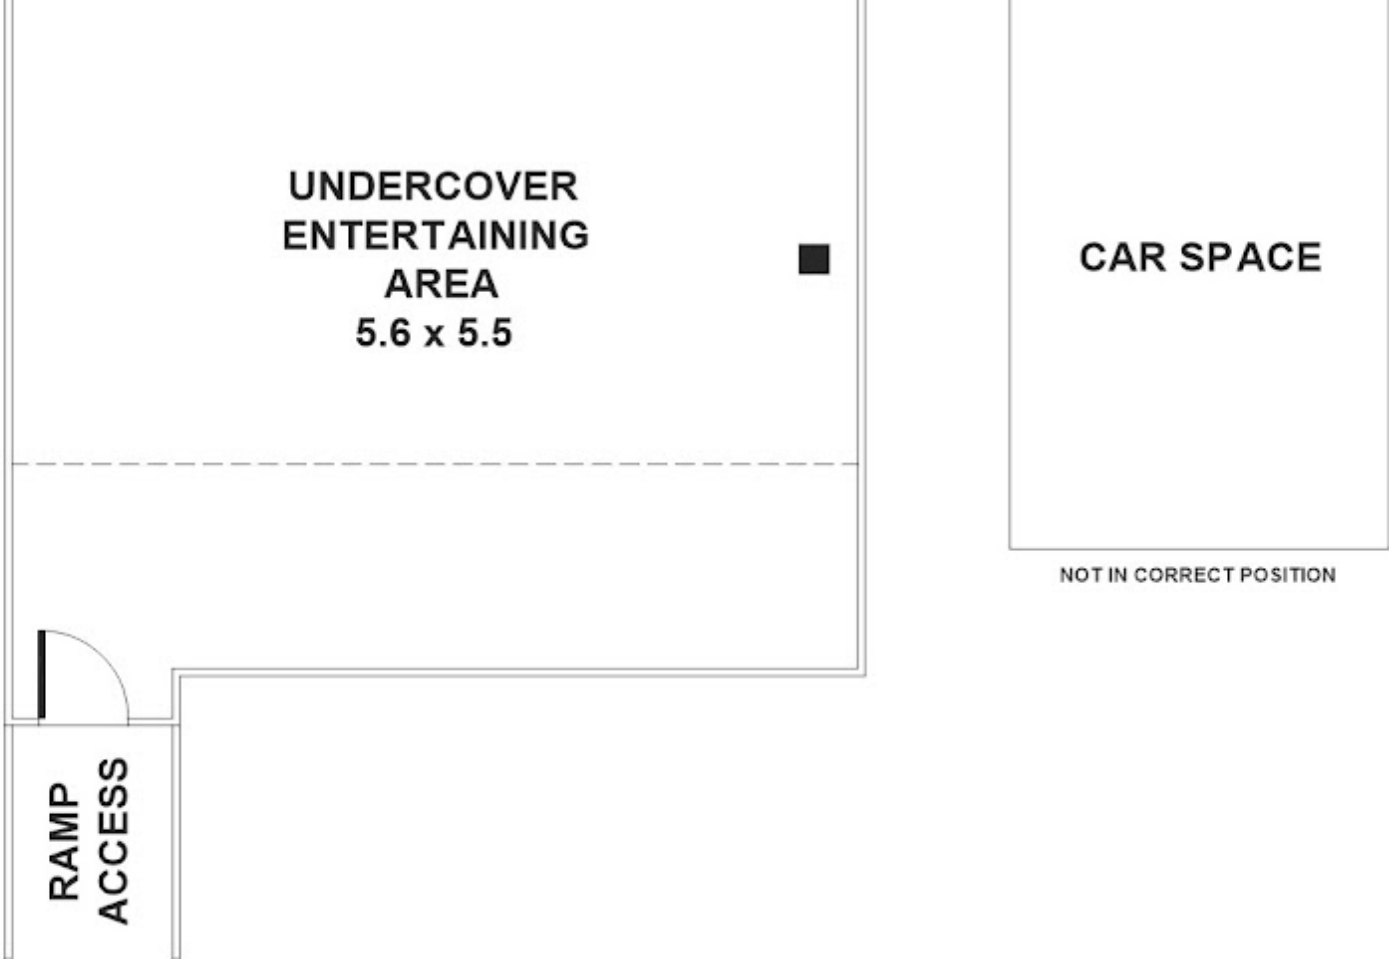 UNDERCOVER
ENTERTAINING
AREA
5.6 x 5.5
CAR SPACE
NOT IN CORRECT POSITION
RAMP
ACCESS